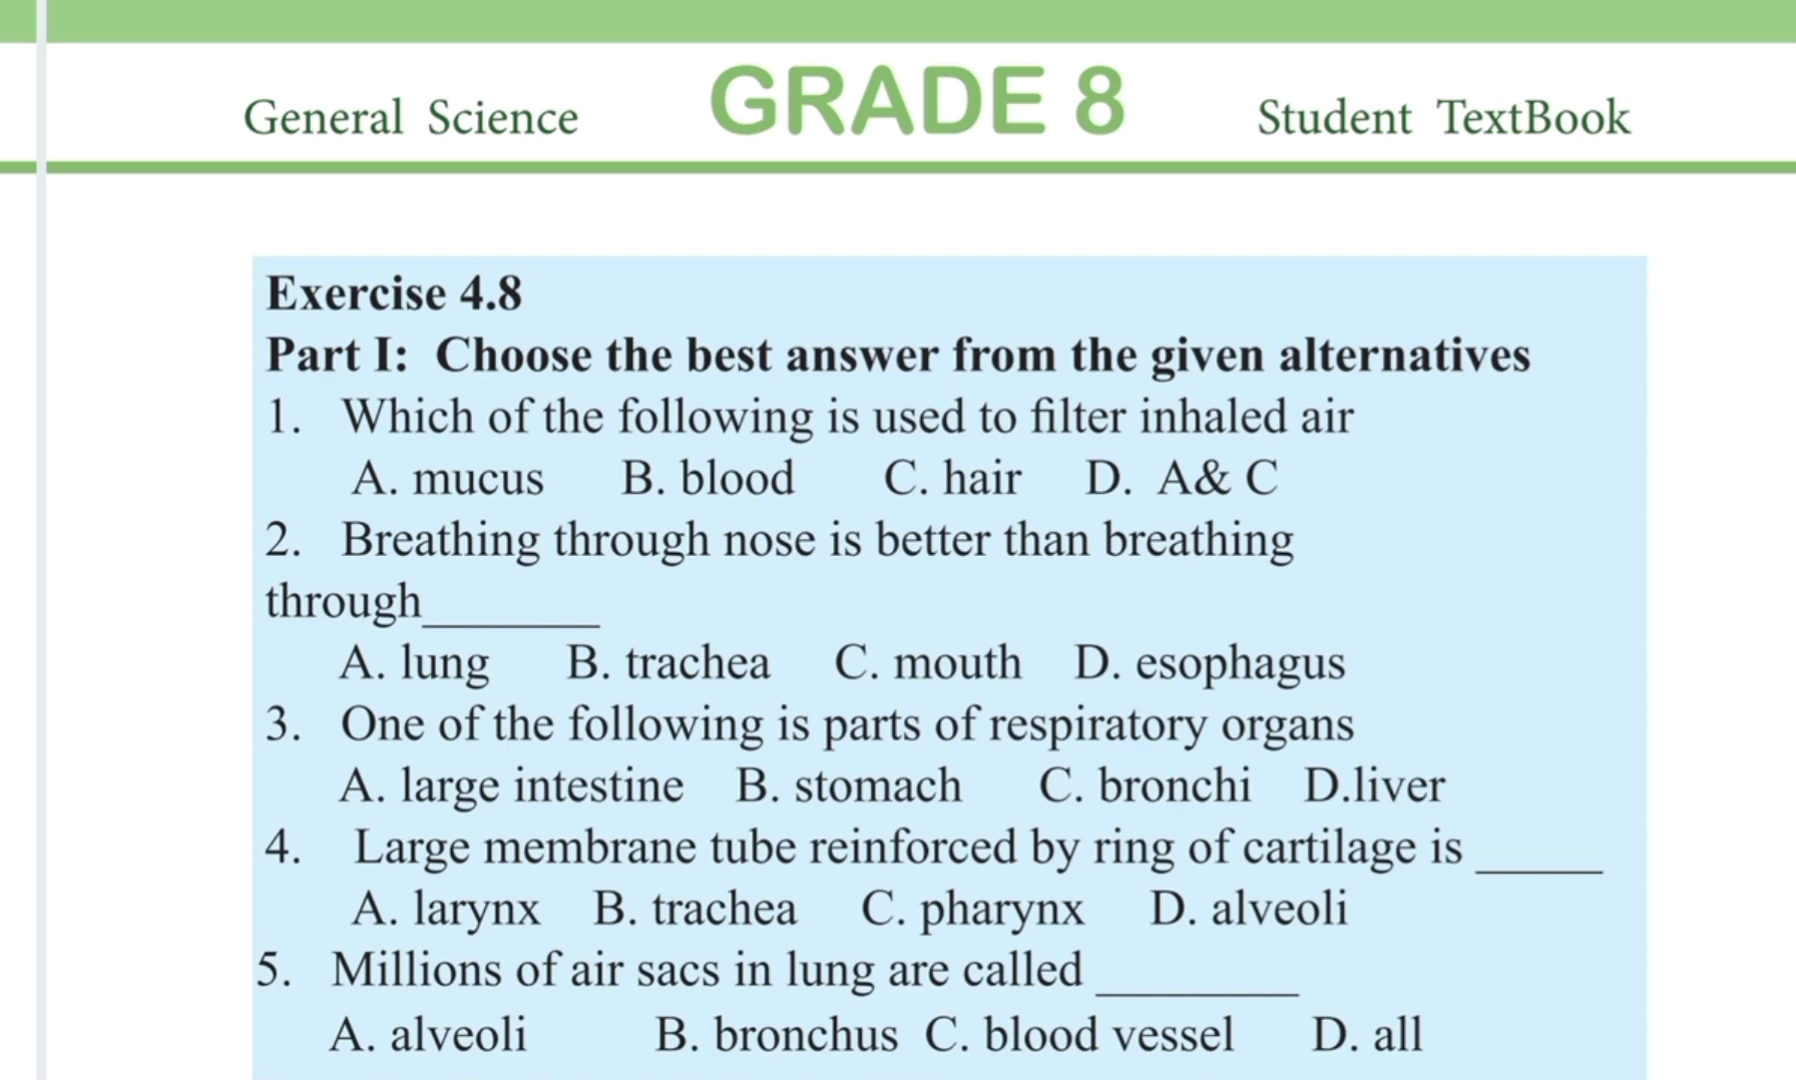 General Science GRADE 8 Student TextBook
Exercise 4.8
Part I: Choose the best answer from the given alternatives
1. Which of the following is used to filter inhaled air
A. mucus B. blood C. hair D. A& C
2. Breathing through nose is better than breathing
through_______
A. lung B. trachea C. mouth D. esophagus
3. One of the following is parts of respiratory organs
A. large intestine B. stomach C. bronchi D.liver
4. Large membrane tube reinforced by ring of cartilage is _____
A. larynx B. trachea C. pharynx D. alveoli
5. Millions of air sacs in lung are called ________
A. alveoli B. bronchus C. blood vessel D. all